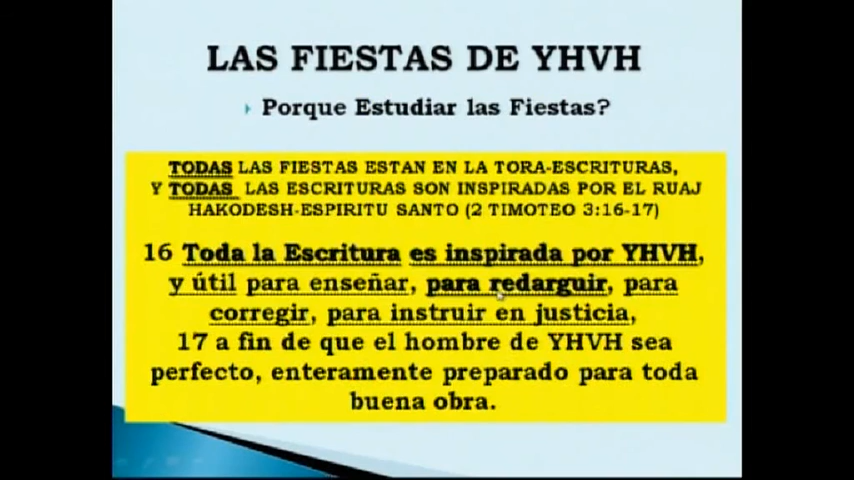 LAS FIESTAS DE YHVH
Porque Estudiar las Fiestas?
TODAS LAS FIESTAS ESTAN EN LA TORA-ESCRITURAS,
Y TODAS LAS ESCRITURAS SON INSPIRADAS POR EL RUAJ
HAKODESH-ESPIRITU SANTO (2 TIMOTEO 3:16-17)
16 Toda la Escritura es inspirada por YHVH,
y útil para enseñar, para redarguir, para
corregir, para instruir en justicia,
17 a fin de que el hombre de YHVH sea
perfecto, enteramente preparado para toda
buena obra.